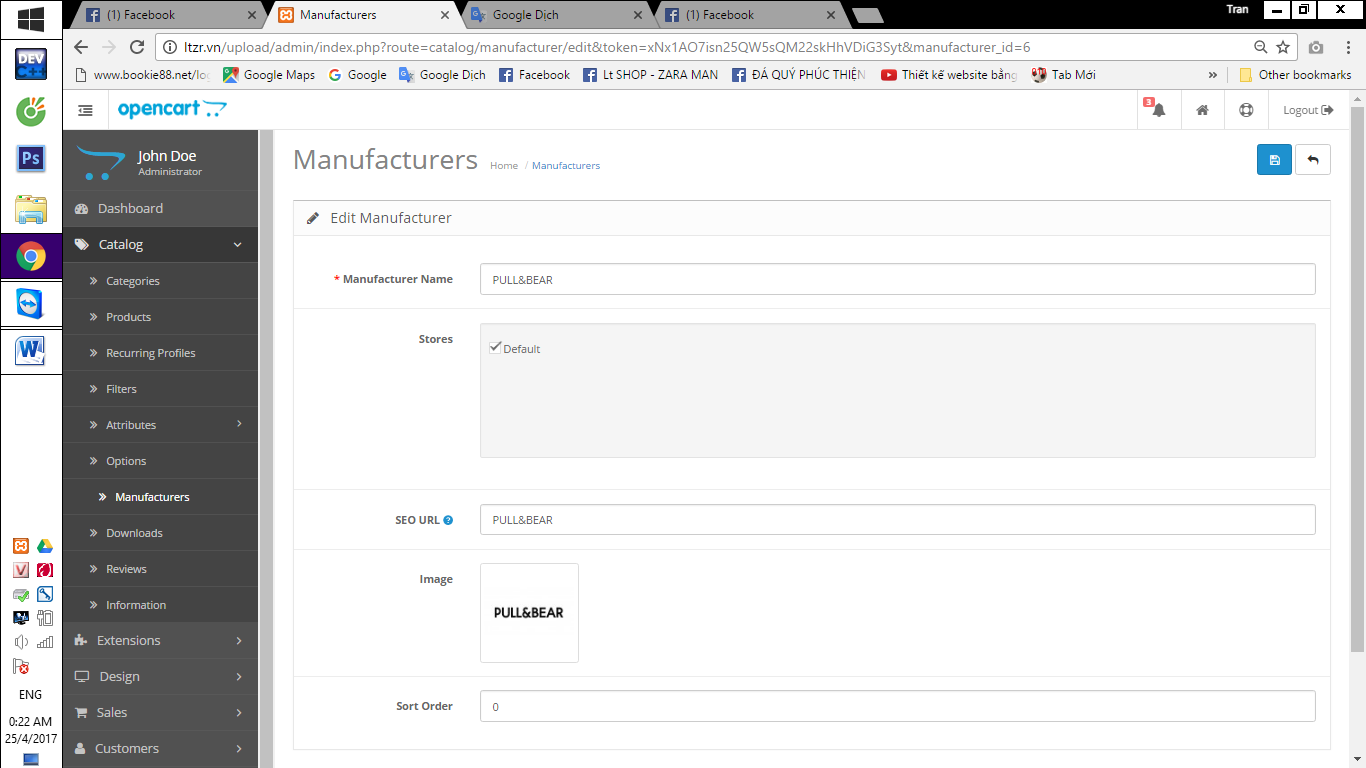 (1) Facebook
Manufacturers
Google Dịch
(1) Facebook
Tran
ltzr.vn/upload/admin/index.php?route=catalog/manufacturer/edit&token=xNx1AO7isn25QW5sQM22skHhVDiG3Syt&manufacturer_id=6
www.bookie88.net/lo
Google Maps
Google
Google Dịch
Facebook
Lt SHOP - ZARA MAN
ĐÁ QUÝ PHÚC THIỆN
Thiết kế website bằng
Tab Mới
»
Other bookmarks
DEV
C++
Ps
W
opencart
3
Logout
John Doe
Administrator
Dashboard
Catalog
Categories
Products
Recurring Profiles
Filters
Attributes
Options
Manufacturers
Downloads
Reviews
Information
Extensions
Design
Sales
Customers
Manufacturers
Home / Manufacturers
Edit Manufacturer
* Manufacturer Name
PULL&BEAR
Stores
Default
SEO URL ?
PULL&BEAR
Image
PULL&BEAR
Sort Order
0
ENG
0:22 AM
25/4/2017